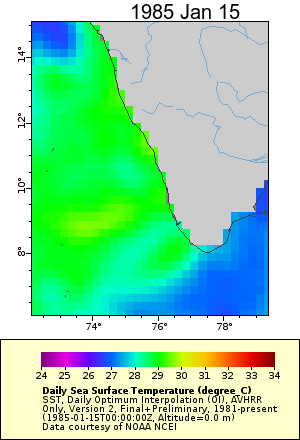 1985 Jan 15
14°
12°
10°
8°
74° 76° 78°
24 25 26 27 28 29 30 31 32 33 34
Daily Sea Surface Temperature (degree_C)
SST, Daily Optimum Interpolation (OI), AVHRR
Only, Version 2, Final+Preliminary, 1981-present
(1985-01-15T00:00:00Z, Altitude=0.0 m)
Data courtesy of NOAA NCEI